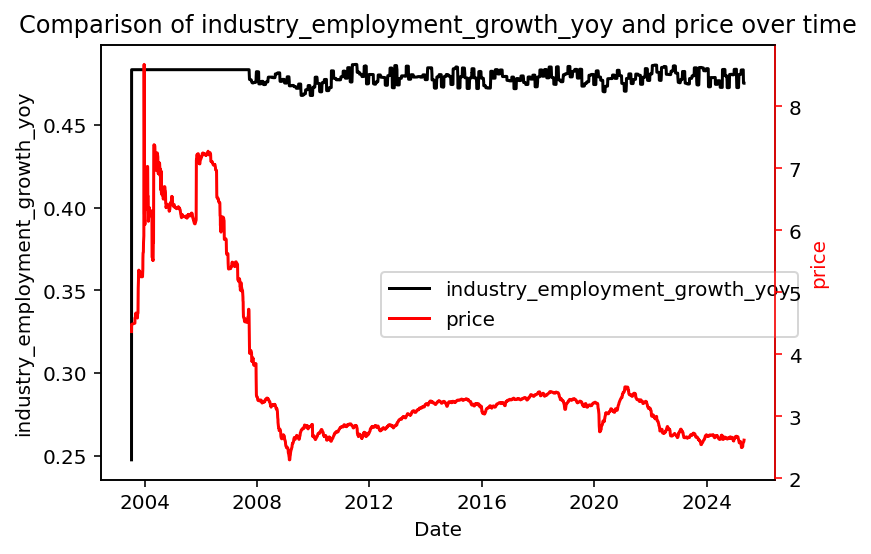 Comparison of industry_employment_growth_yoy and price over time
industry_employment_growth_yoy
0.45
0.40
0.35
0.30
0.25
8
7
6
5
4
3
2
price
industry_employment_growth_yoy
price
2004 2008 2012 2016 2020 2024
Date